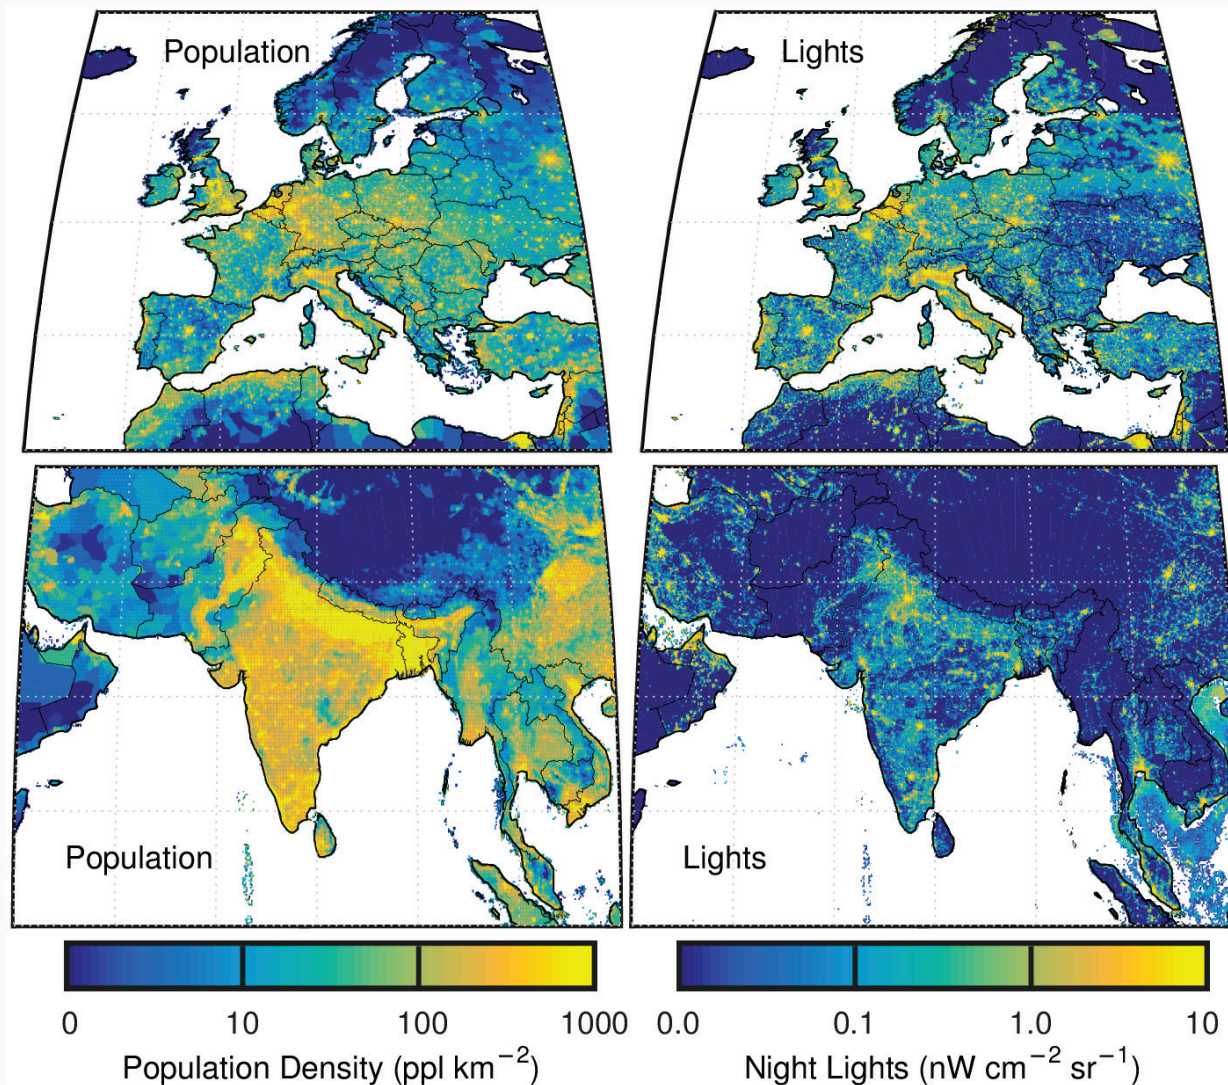 Population
Lights
Population
Lights
0 10 100 1000
Population Density (ppl km⁻²)
0.0 0.1 1.0 10
Night Lights (nW cm⁻² sr⁻¹)